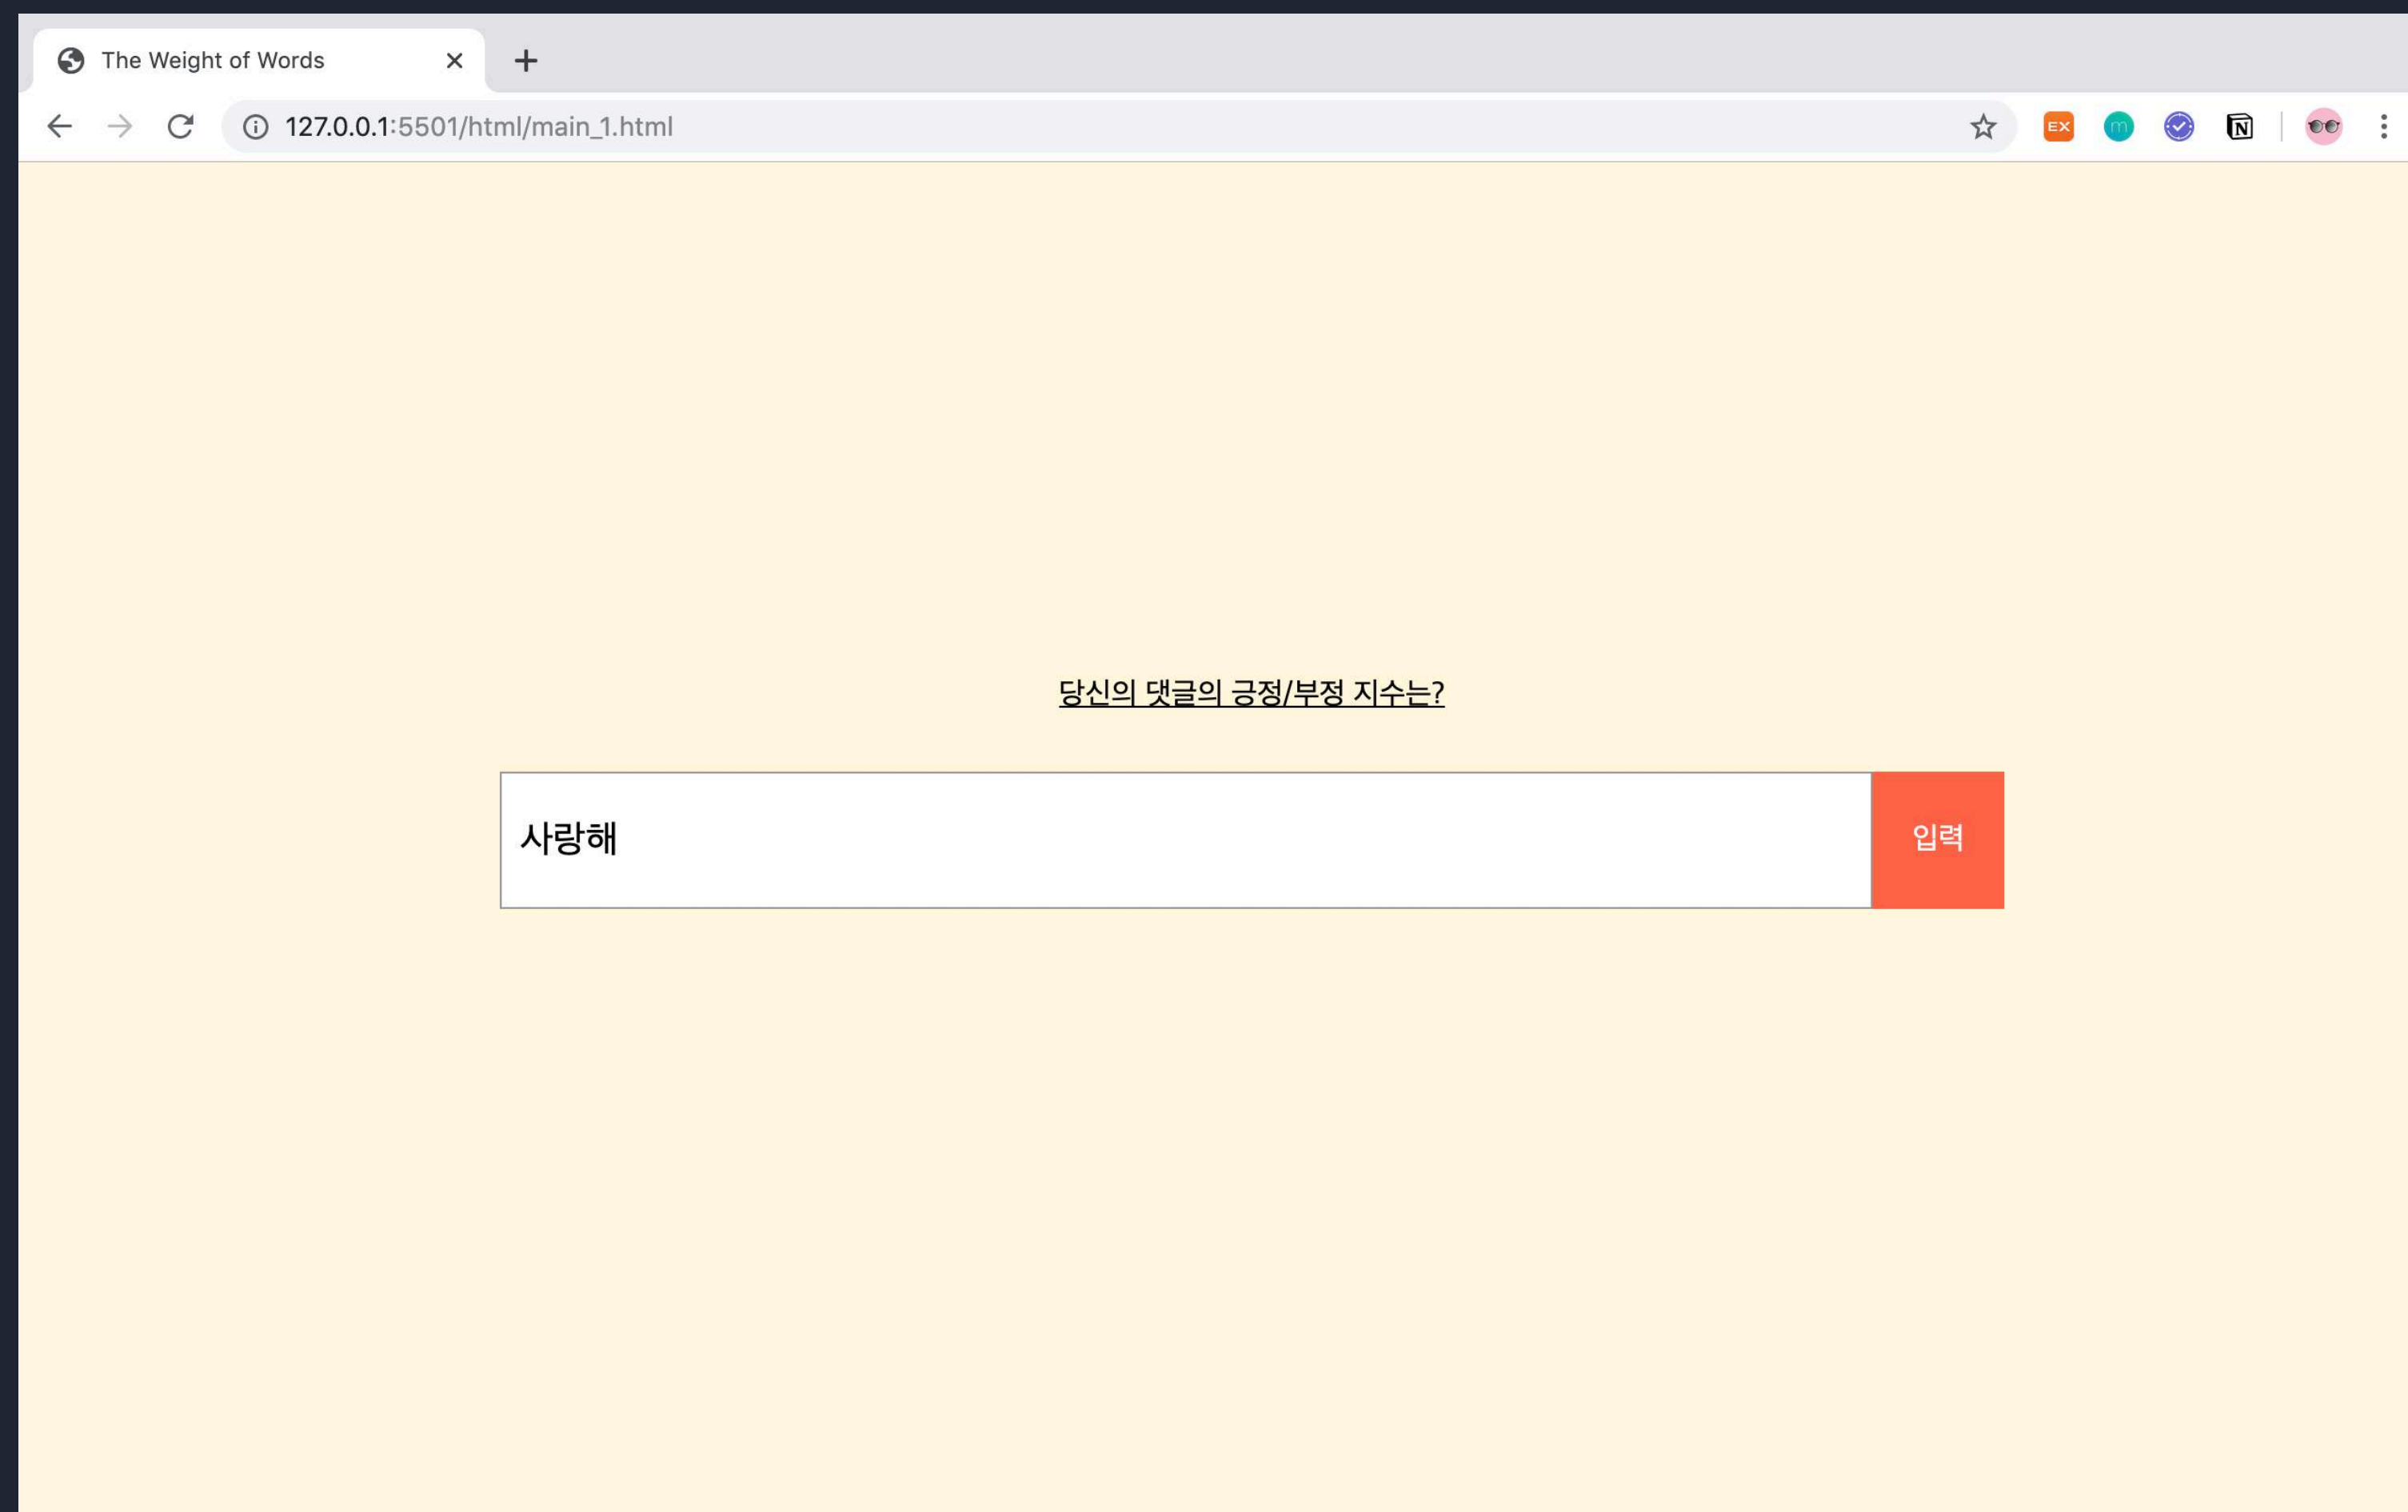 The Weight of Words
127.0.0.1:5501/html/main_1.html
EX
m
N
당신의 댓글의 긍정/부정 지수는?
사랑해
입력